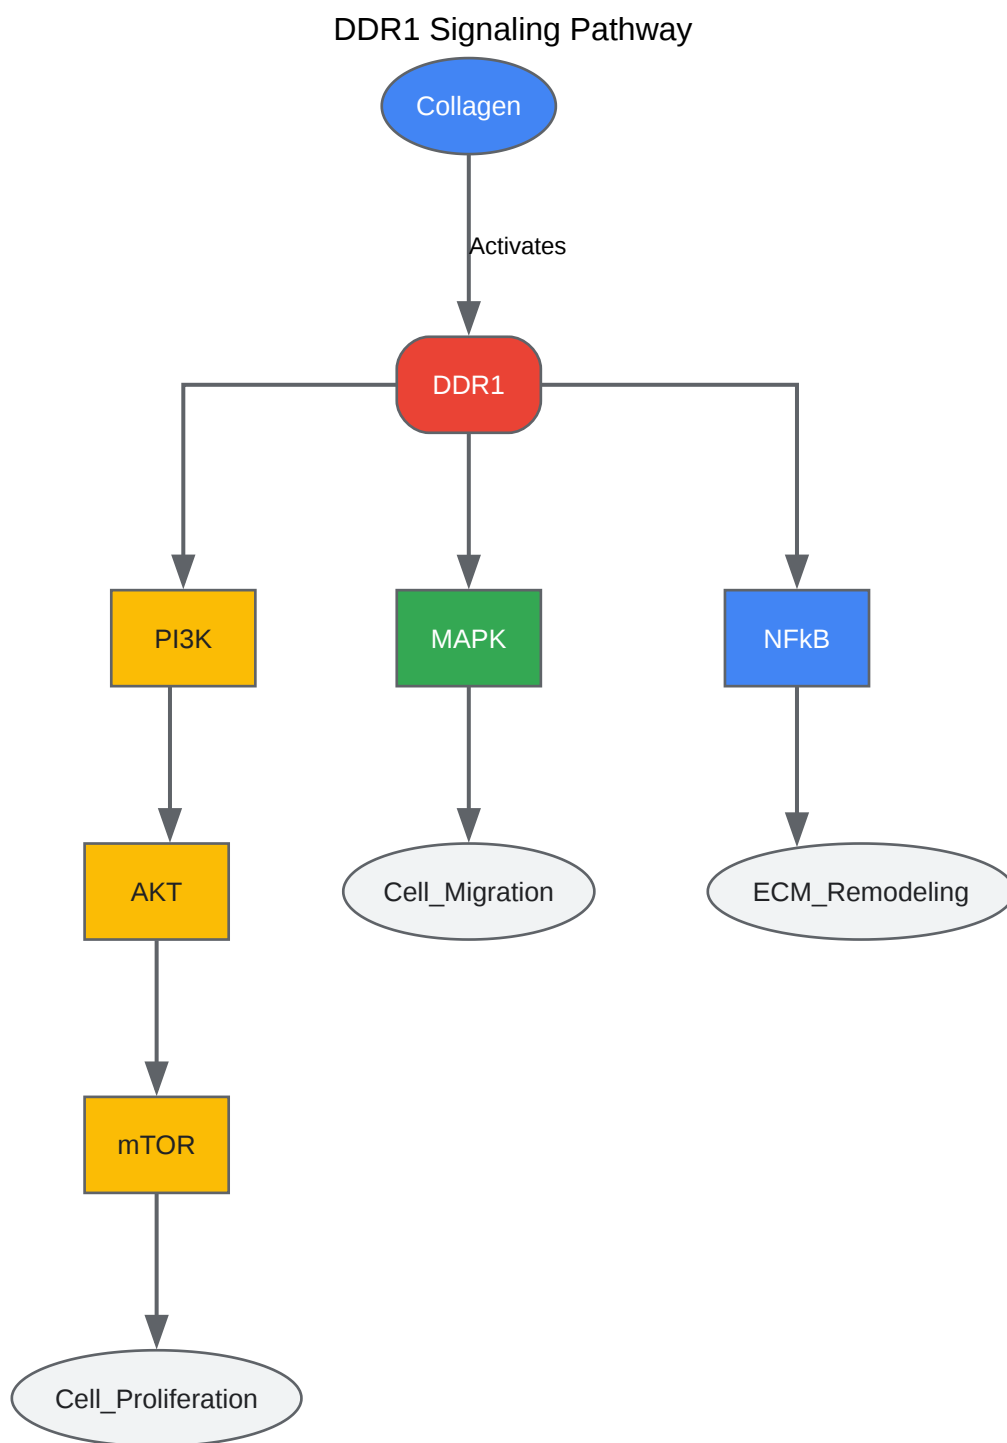 DDR1 Signaling Pathway
Collagen
Activates
DDR1
PI3K
MAPK
NFkB
AKT
Cell_Migration
ECM_Remodeling
mTOR
Cell_Proliferation